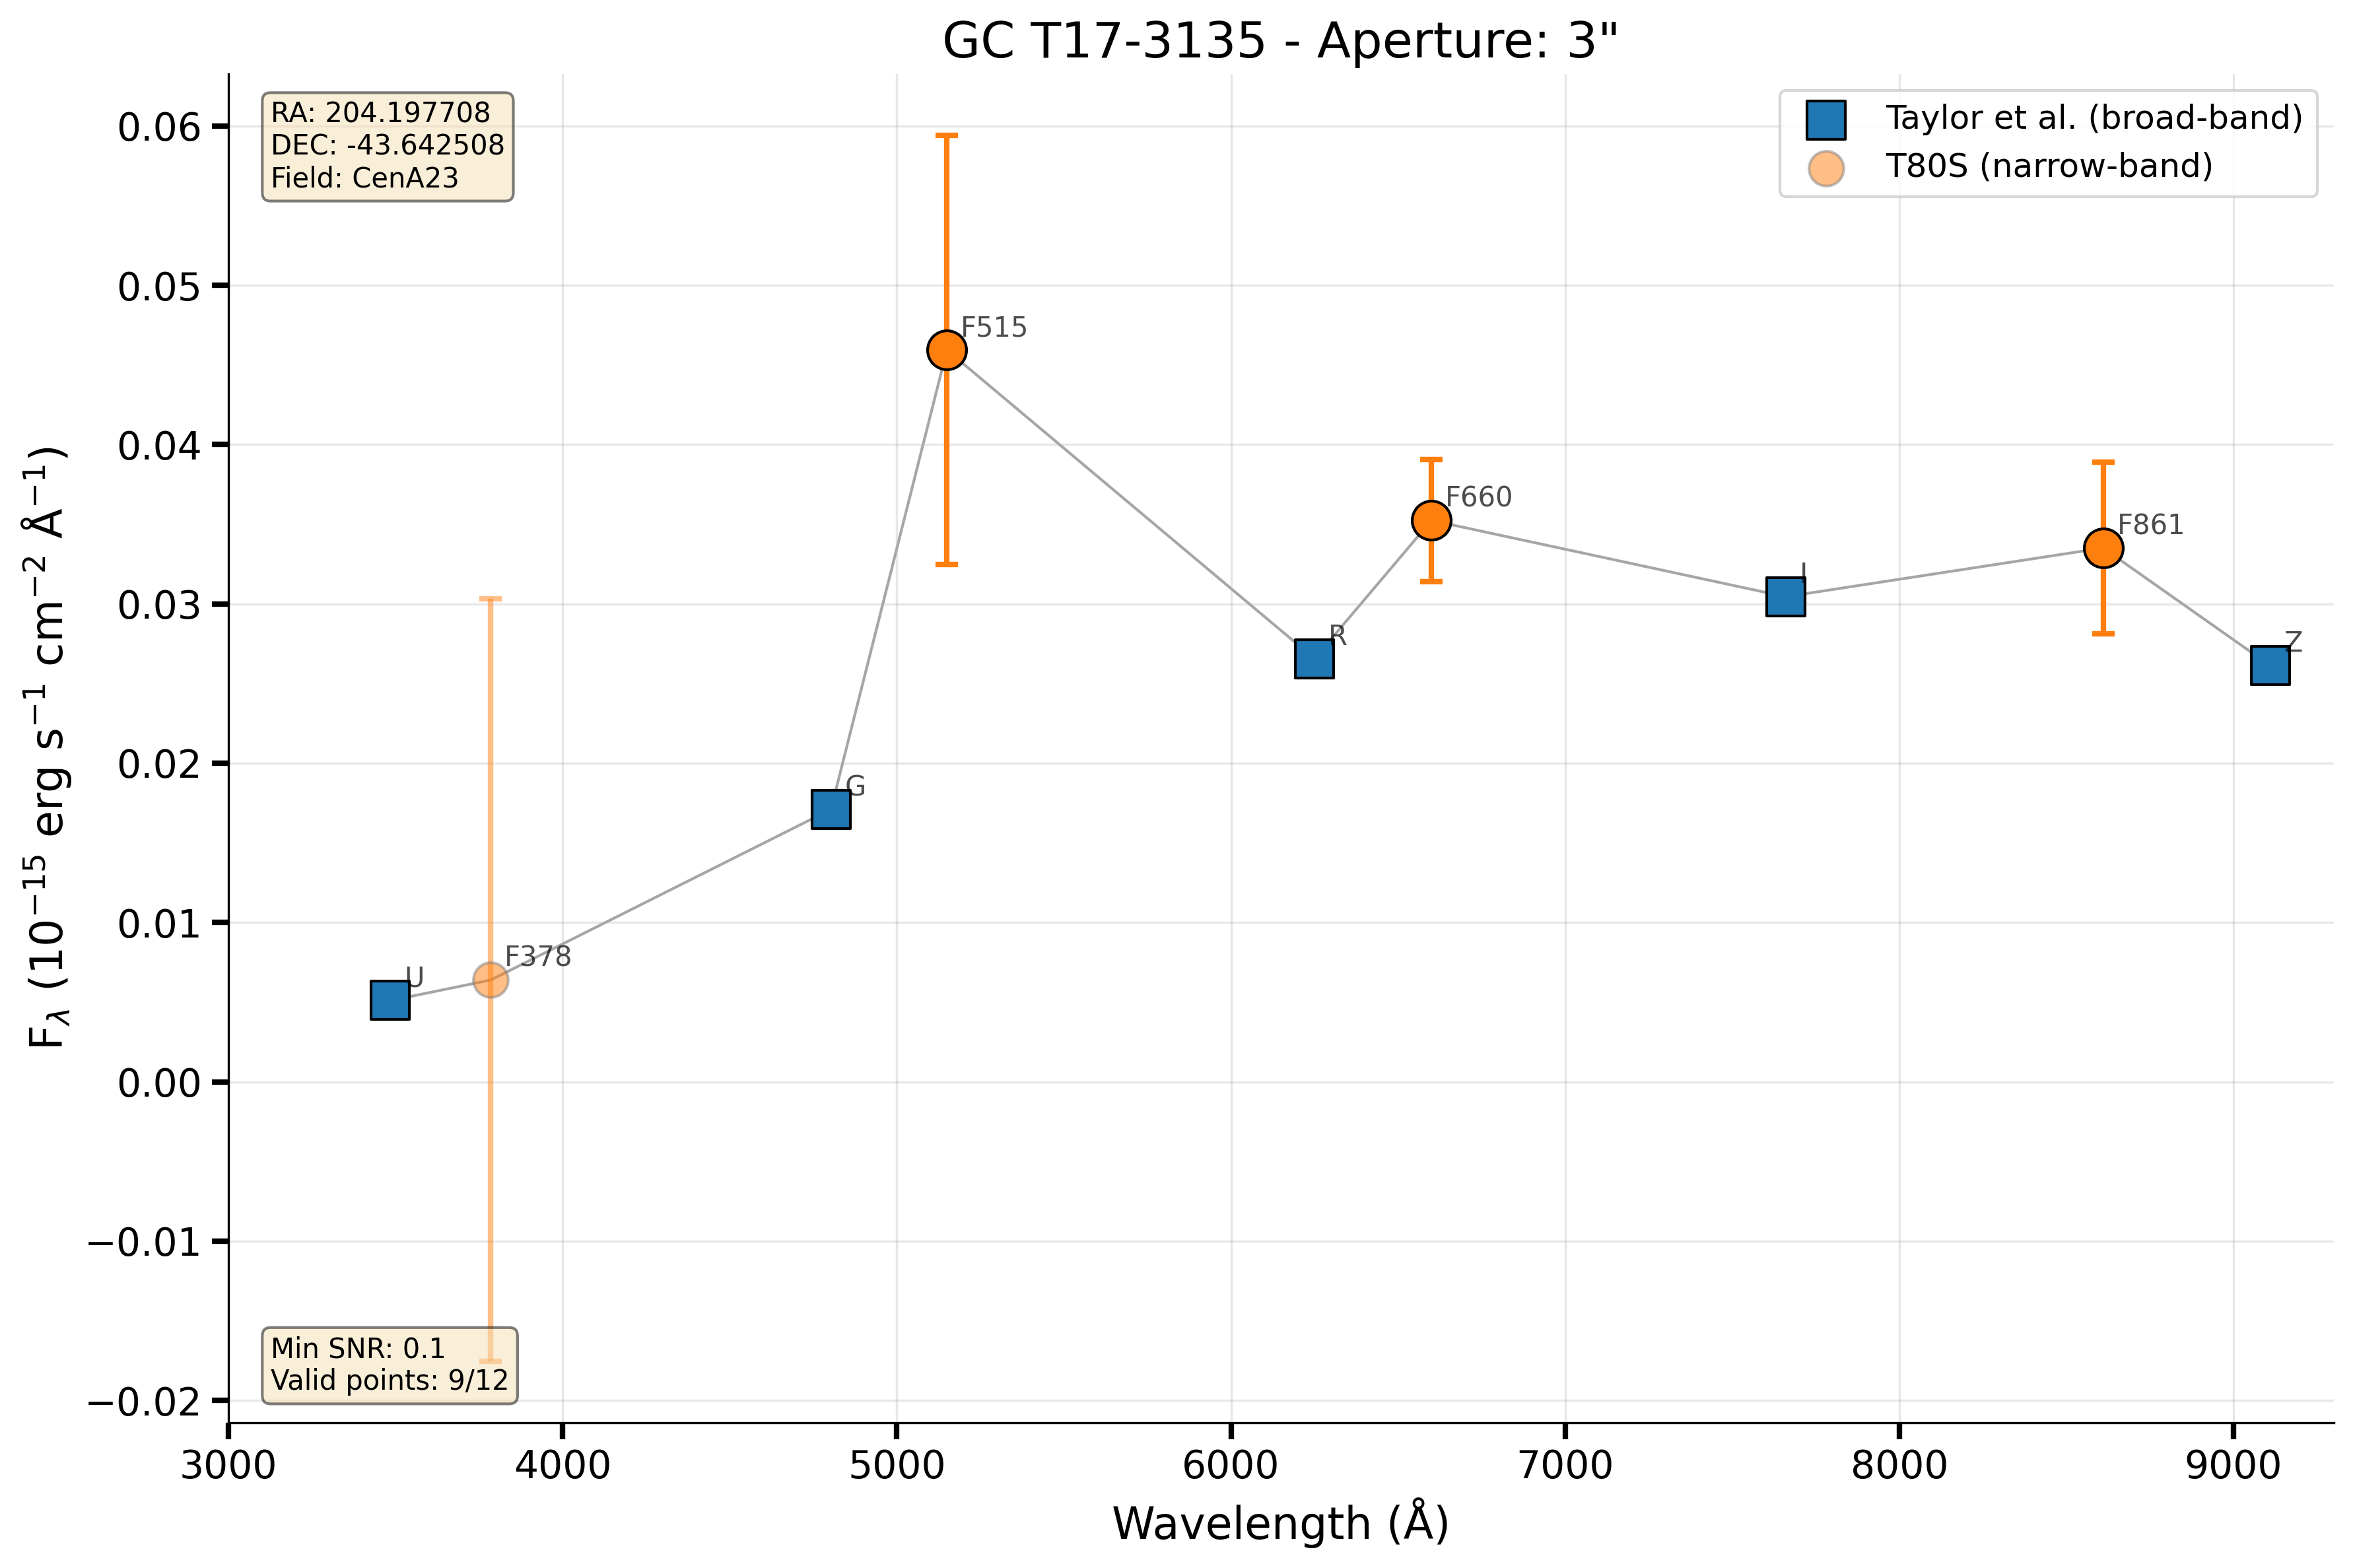 GC T17-3135 - Aperture: 3"
RA: 204.197708
DEC: -43.642508
Field: CenA23
Taylor et al. (broad-band)
T80S (narrow-band)
0.06
0.05
0.04
0.03
0.02
0.01
0.00
−0.01
−0.02
F_λ (10⁻¹⁵ erg s⁻¹ cm⁻² Å⁻¹)
U
F378
G
F515
R
F660
I
F861
Z
Min SNR: 0.1
Valid points: 9/12
3000 4000 5000 6000 7000 8000 9000
Wavelength (Å)